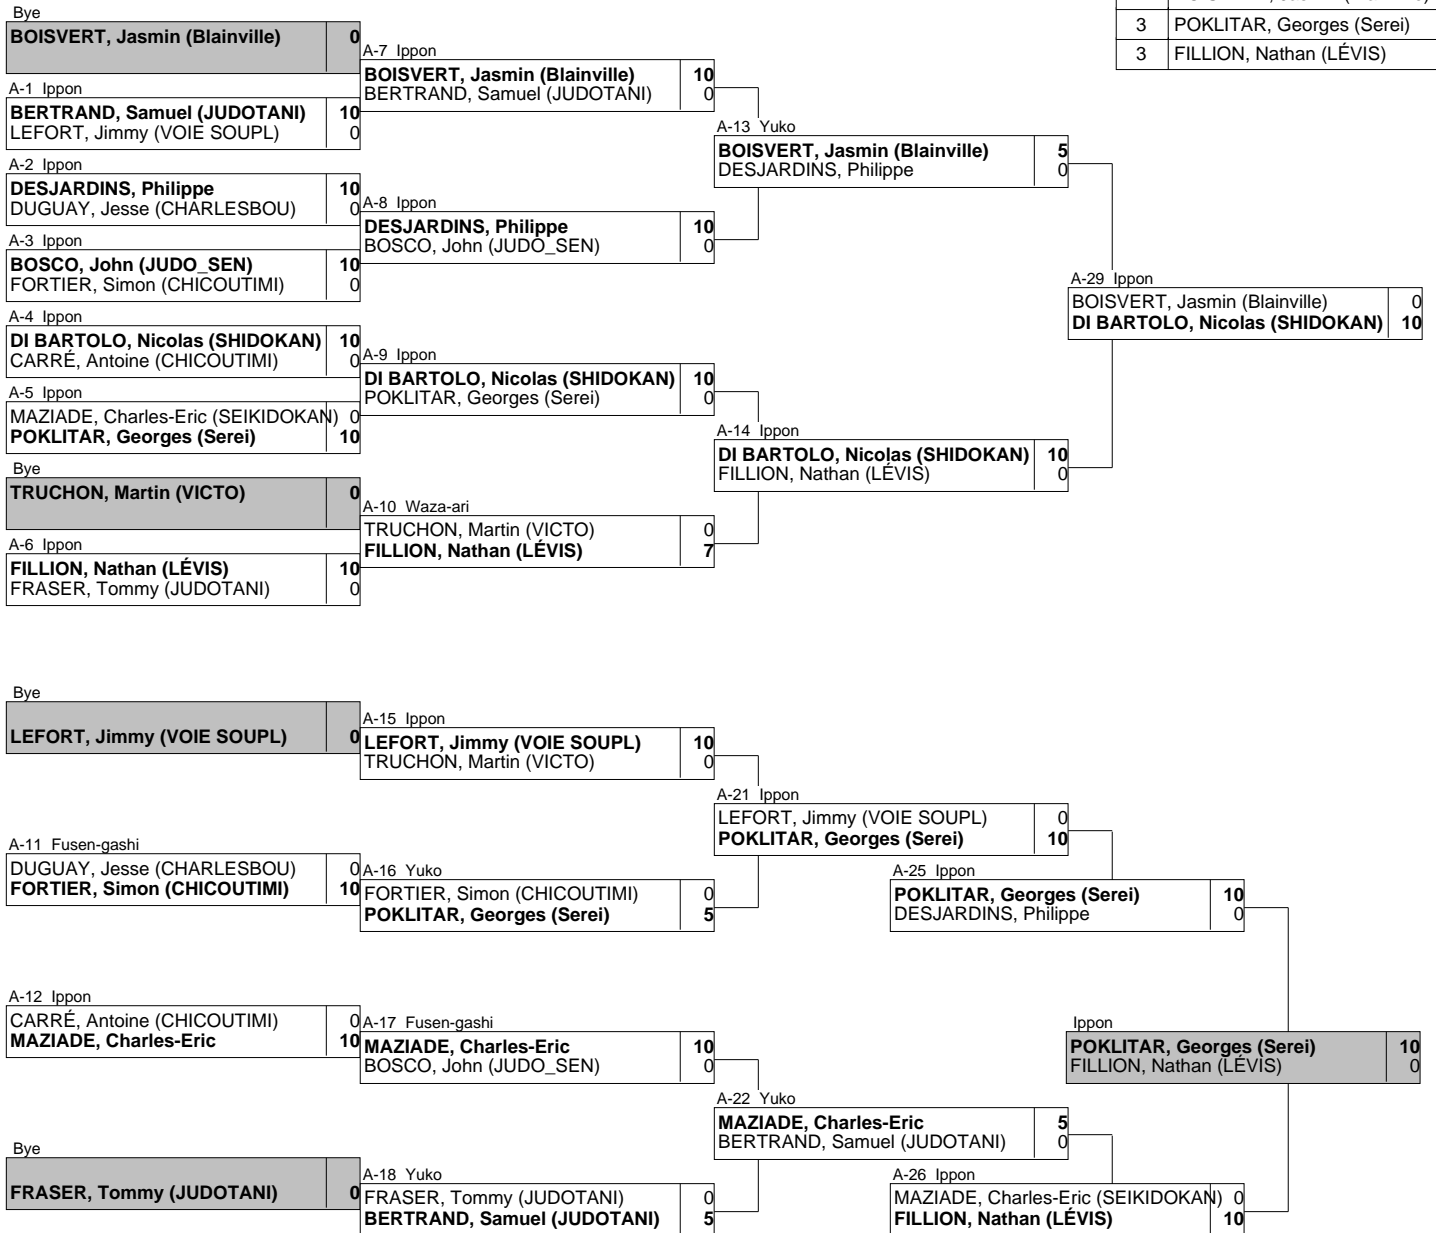 Bye
BOISVERT, Jasmin (Blainville) 0
A-1 Ippon
BERTRAND, Samuel (JUDOTANI) 10
LEFORT, Jimmy (VOIE SOUPL) 0
A-2 Ippon
DESJARDINS, Philippe 10
DUGUAY, Jesse (CHARLESBOU) 0
A-3 Ippon
BOSCO, John (JUDO_SEN) 10
FORTIER, Simon (CHICOUTIMI) 0
A-4 Ippon
DI BARTOLO, Nicolas (SHIDOKAN) 10
CARRÉ, Antoine (CHICOUTIMI) 0
A-5 Ippon
MAZIADE, Charles-Eric (SEIKIDOKAN) 0
POKLITAR, Georges (Serei) 10
Bye
TRUCHON, Martin (VICTO) 0
A-6 Ippon
FILLION, Nathan (LÉVIS) 10
FRASER, Tommy (JUDOTANI) 0
A-7 Ippon
BOISVERT, Jasmin (Blainville) 10
BERTRAND, Samuel (JUDOTANI) 0
A-8 Ippon
DESJARDINS, Philippe 10
BOSCO, John (JUDO_SEN) 0
A-9 Ippon
DI BARTOLO, Nicolas (SHIDOKAN) 10
POKLITAR, Georges (Serei) 0
A-10 Waza-ari
TRUCHON, Martin (VICTO) 0
FILLION, Nathan (LÉVIS) 7
A-13 Yuko
BOISVERT, Jasmin (Blainville) 5
DESJARDINS, Philippe 0
A-14 Ippon
DI BARTOLO, Nicolas (SHIDOKAN) 10
FILLION, Nathan (LÉVIS) 0
3 POKLITAR, Georges (Serei)
3 FILLION, Nathan (LÉVIS)
A-29 Ippon
BOISVERT, Jasmin (Blainville) 0
DI BARTOLO, Nicolas (SHIDOKAN) 10
Bye
LEFORT, Jimmy (VOIE SOUPL) 0
A-11 Fusen-gashi
DUGUAY, Jesse (CHARLESBOU) 0
FORTIER, Simon (CHICOUTIMI) 10
A-12 Ippon
CARRÉ, Antoine (CHICOUTIMI) 0
MAZIADE, Charles-Eric 10
Bye
FRASER, Tommy (JUDOTANI) 0
A-15 Ippon
LEFORT, Jimmy (VOIE SOUPL) 10
TRUCHON, Martin (VICTO) 0
A-16 Yuko
FORTIER, Simon (CHICOUTIMI) 0
POKLITAR, Georges (Serei) 5
A-17 Fusen-gashi
MAZIADE, Charles-Eric 10
BOSCO, John (JUDO_SEN) 0
A-18 Yuko
FRASER, Tommy (JUDOTANI) 0
BERTRAND, Samuel (JUDOTANI) 5
A-21 Ippon
LEFORT, Jimmy (VOIE SOUPL) 0
POKLITAR, Georges (Serei) 10
A-22 Yuko
MAZIADE, Charles-Eric 5
BERTRAND, Samuel (JUDOTANI) 0
A-25 Ippon
POKLITAR, Georges (Serei) 10
DESJARDINS, Philippe 0
A-26 Ippon
MAZIADE, Charles-Eric (SEIKIDOKAN) 0
FILLION, Nathan (LÉVIS) 10
Ippon
POKLITAR, Georges (Serei) 10
FILLION, Nathan (LÉVIS) 0